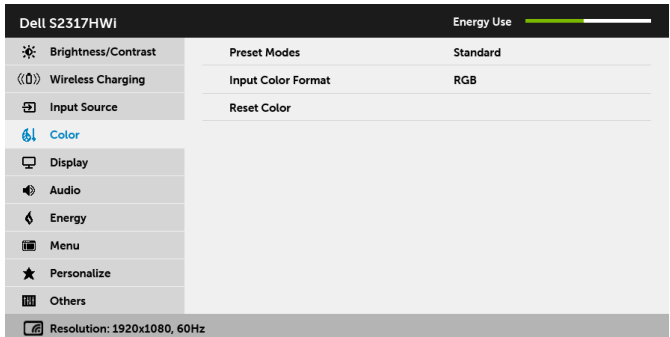 Dell S2317HWi Energy Use
Brightness/Contrast Preset Modes Standard
Wireless Charging Input Color Format RGB
Input Source Reset Color
Color
Display
Audio
Energy
Menu
Personalize
Others
Resolution: 1920x1080, 60Hz